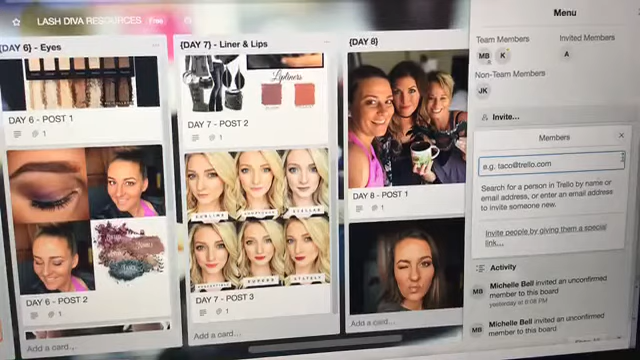 LASH DIVA RESOURCES
Free
{DAY 6} - Eyes
DAY 6 - POST 1
1
DAY 6 - POST 2
1
Add a card...
{DAY 7} - Liner & Lips
Lipliners
DAY 7 - POST 2
1
STELLAR
SUPERB
STATELY
DAY 7 - POST 3
1
Add a card...
{DAY 8}
DAY 8 - POST 1
1
Add a card...
Menu
Team Members
Invited Members
MB
K
A
Non-Team Members
JK
Invite...
Members
e.g. taco@trello.com
Search for a person in Trello by name or
email address, or enter an email address
to invite someone new.
Invite people by giving them a special
link...
Activity
MB
Michelle Bell invited an unconfirmed
member to this board
yesterday at 8:08 PM
MB
Michelle Bell invited an unconfirmed
member to this board